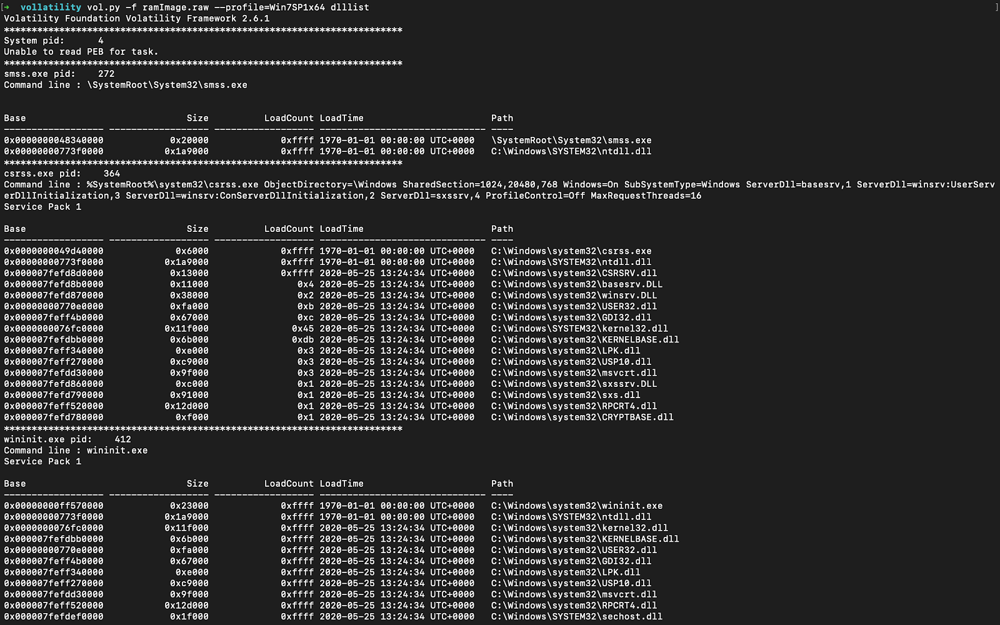 [➜ vollatility vol.py -f ramImage.raw --profile=Win7SP1x64 dlllist ]
Volatility Foundation Volatility Framework 2.6.1
************************************************************************
System pid:      4
Unable to read PEB for task.
************************************************************************
smss.exe pid:    272
Command line : \SystemRoot\System32\smss.exe
Base                             Size          LoadCount LoadTime                       Path
------------------ ------------------ ------------------ ------------------------------ ----
0x0000000048340000            0x20000             0xffff 1970-01-01 00:00:00 UTC+0000   \SystemRoot\System32\smss.exe
0x00000000773f0000           0x1a9000             0xffff 1970-01-01 00:00:00 UTC+0000   C:\Windows\SYSTEM32\ntdll.dll
************************************************************************
csrss.exe pid:    364
Command line : %SystemRoot%\system32\csrss.exe ObjectDirectory=\Windows SharedSection=1024,20480,768 Windows=On SubSystemType=Windows ServerDll=basesrv,1 ServerDll=winsrv:UserServ
erDllInitialization,3 ServerDll=winsrv:ConServerDllInitialization,2 ServerDll=sxssrv,4 ProfileControl=Off MaxRequestThreads=16
Service Pack 1
Base                             Size          LoadCount LoadTime                       Path
------------------ ------------------ ------------------ ------------------------------ ----
0x0000000049d40000             0x6000             0xffff 1970-01-01 00:00:00 UTC+0000   C:\Windows\system32\csrss.exe
0x00000000773f0000           0x1a9000             0xffff 1970-01-01 00:00:00 UTC+0000   C:\Windows\SYSTEM32\ntdll.dll
0x000007fefd8d0000            0x13000             0xffff 2020-05-25 13:24:34 UTC+0000   C:\Windows\system32\CSRSRV.dll
0x000007fefd8b0000            0x11000                0x4 2020-05-25 13:24:34 UTC+0000   C:\Windows\system32\basesrv.DLL
0x000007fefd870000            0x38000                0x2 2020-05-25 13:24:34 UTC+0000   C:\Windows\system32\winsrv.DLL
0x00000000770e0000            0xfa000                0xb 2020-05-25 13:24:34 UTC+0000   C:\Windows\system32\USER32.dll
0x000007feff4b0000            0x67000                0xc 2020-05-25 13:24:34 UTC+0000   C:\Windows\system32\GDI32.dll
0x0000000076fc0000           0x11f000               0x45 2020-05-25 13:24:34 UTC+0000   C:\Windows\SYSTEM32\kernel32.dll
0x000007fefdbb0000            0x6b000               0xdb 2020-05-25 13:24:34 UTC+0000   C:\Windows\system32\KERNELBASE.dll
0x000007feff340000             0xe000                0x3 2020-05-25 13:24:34 UTC+0000   C:\Windows\system32\LPK.dll
0x000007feff270000            0xc9000                0x3 2020-05-25 13:24:34 UTC+0000   C:\Windows\system32\USP10.dll
0x000007fefdd30000            0x9f000                0x3 2020-05-25 13:24:34 UTC+0000   C:\Windows\system32\msvcrt.dll
0x000007fefd860000             0xc000                0x1 2020-05-25 13:24:34 UTC+0000   C:\Windows\system32\sxssrv.DLL
0x000007fefd790000            0x91000                0x1 2020-05-25 13:24:34 UTC+0000   C:\Windows\system32\sxs.dll
0x000007feff520000           0x12d000                0x1 2020-05-25 13:24:34 UTC+0000   C:\Windows\system32\RPCRT4.dll
0x000007fefd780000             0xf000                0x1 2020-05-25 13:24:34 UTC+0000   C:\Windows\system32\CRYPTBASE.dll
************************************************************************
wininit.exe pid:    412
Command line : wininit.exe
Service Pack 1
Base                             Size          LoadCount LoadTime                       Path
------------------ ------------------ ------------------ ------------------------------ ----
0x00000000ff570000            0x23000             0xffff 1970-01-01 00:00:00 UTC+0000   C:\Windows\system32\wininit.exe
0x00000000773f0000           0x1a9000             0xffff 1970-01-01 00:00:00 UTC+0000   C:\Windows\SYSTEM32\ntdll.dll
0x0000000076fc0000           0x11f000             0xffff 2020-05-25 13:24:34 UTC+0000   C:\Windows\system32\kernel32.dll
0x000007fefdbb0000            0x6b000             0xffff 2020-05-25 13:24:34 UTC+0000   C:\Windows\system32\KERNELBASE.dll
0x00000000770e0000            0xfa000             0xffff 2020-05-25 13:24:34 UTC+0000   C:\Windows\system32\USER32.dll
0x000007feff4b0000            0x67000             0xffff 2020-05-25 13:24:34 UTC+0000   C:\Windows\system32\GDI32.dll
0x000007feff340000             0xe000             0xffff 2020-05-25 13:24:34 UTC+0000   C:\Windows\system32\LPK.dll
0x000007feff270000            0xc9000             0xffff 2020-05-25 13:24:34 UTC+0000   C:\Windows\system32\USP10.dll
0x000007fefdd30000            0x9f000             0xffff 2020-05-25 13:24:34 UTC+0000   C:\Windows\system32\msvcrt.dll
0x000007feff520000           0x12d000             0xffff 2020-05-25 13:24:34 UTC+0000   C:\Windows\system32\RPCRT4.dll
0x000007fefdef0000            0x1f000             0xffff 2020-05-25 13:24:34 UTC+0000   C:\Windows\SYSTEM32\sechost.dll